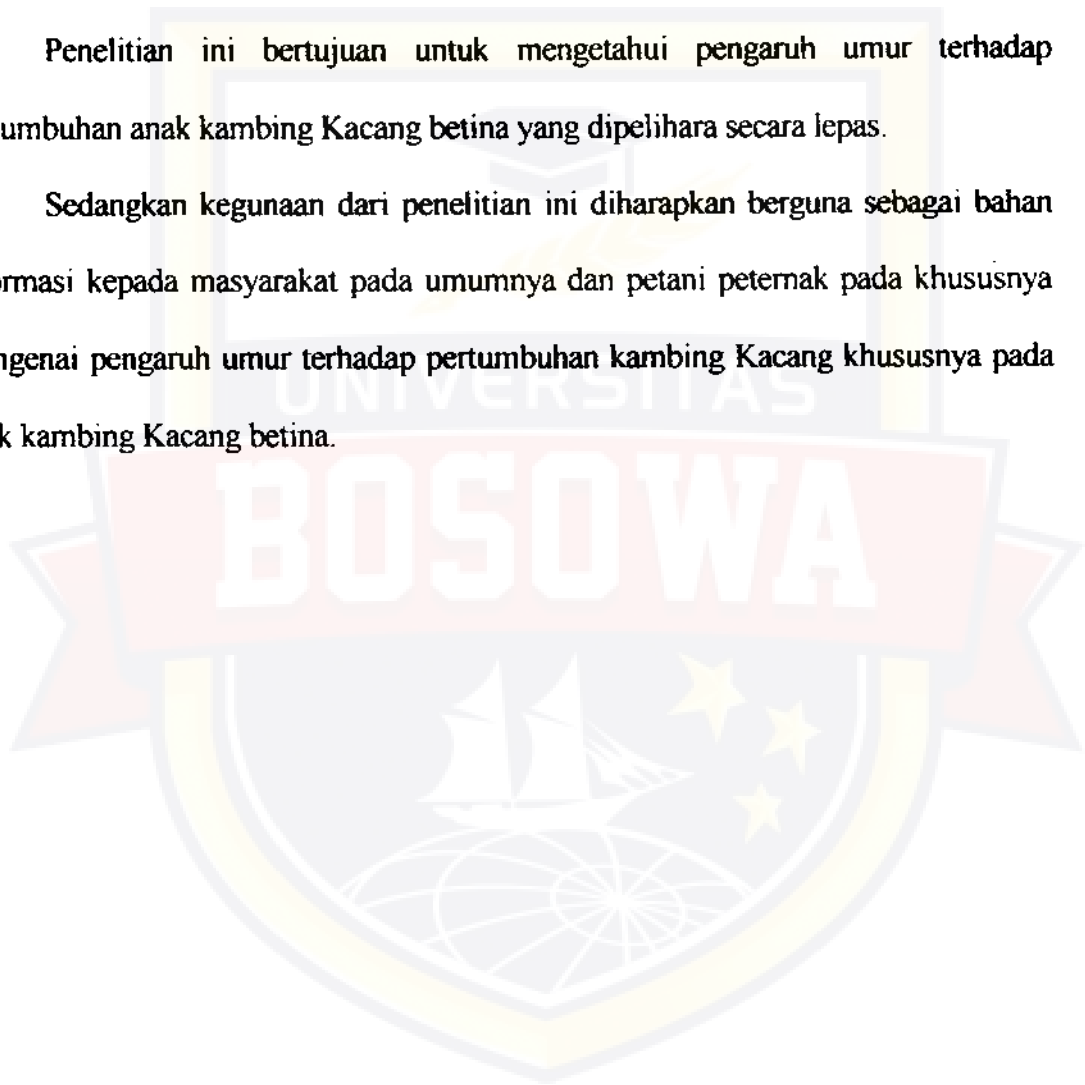 Penelitian ini bertujuan untuk mengetahui pengaruh umur terhadap
umbuhan anak kambing Kacang betina yang dipelihara secara lepas.
Sedangkan kegunaan dari penelitian ini diharapkan berguna sebagai bahan
ormasi kepada masyarakat pada umumnya dan petani peternak pada khususnya
ngenai pengaruh umur terhadap pertumbuhan kambing Kacang khususnya pada
k kambing Kacang betina.
UNIVERSITAS
BOSOWA